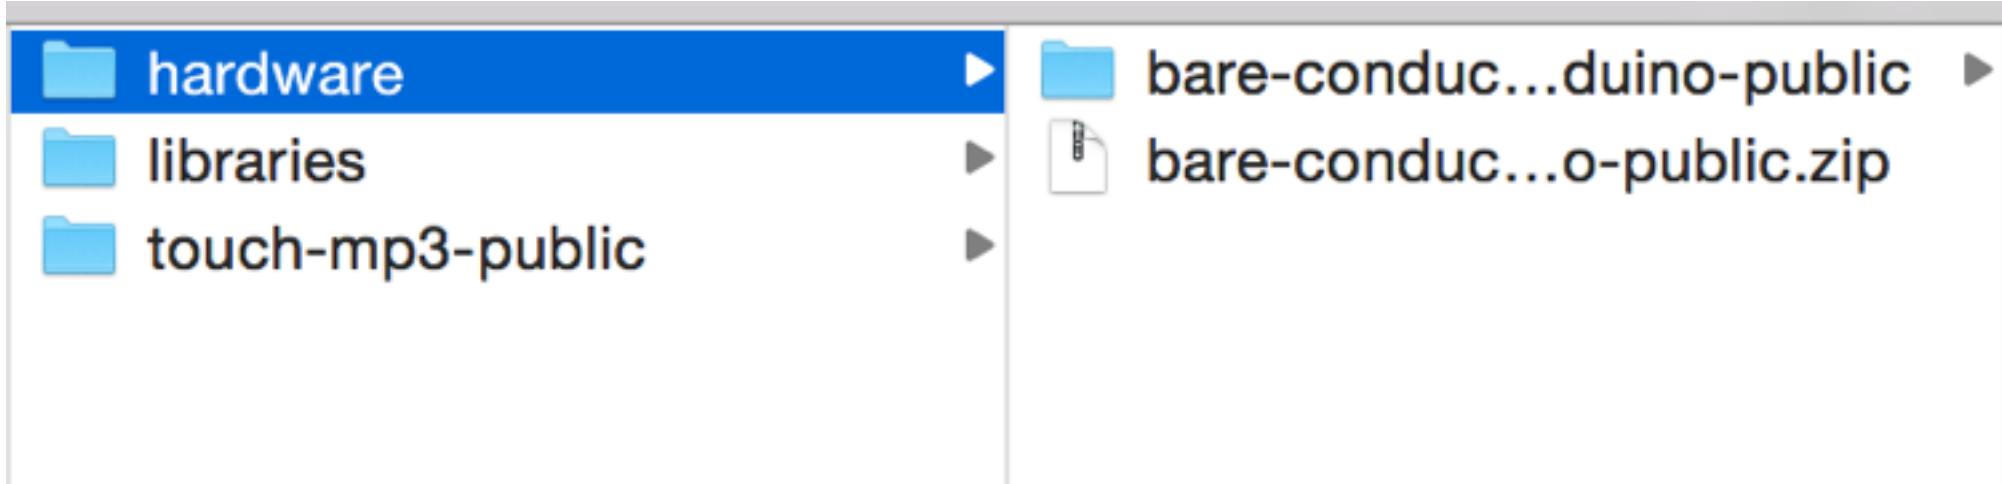 hardware
libraries
touch-mp3-public
bare-conduc...duino-public
bare-conduc...o-public.zip